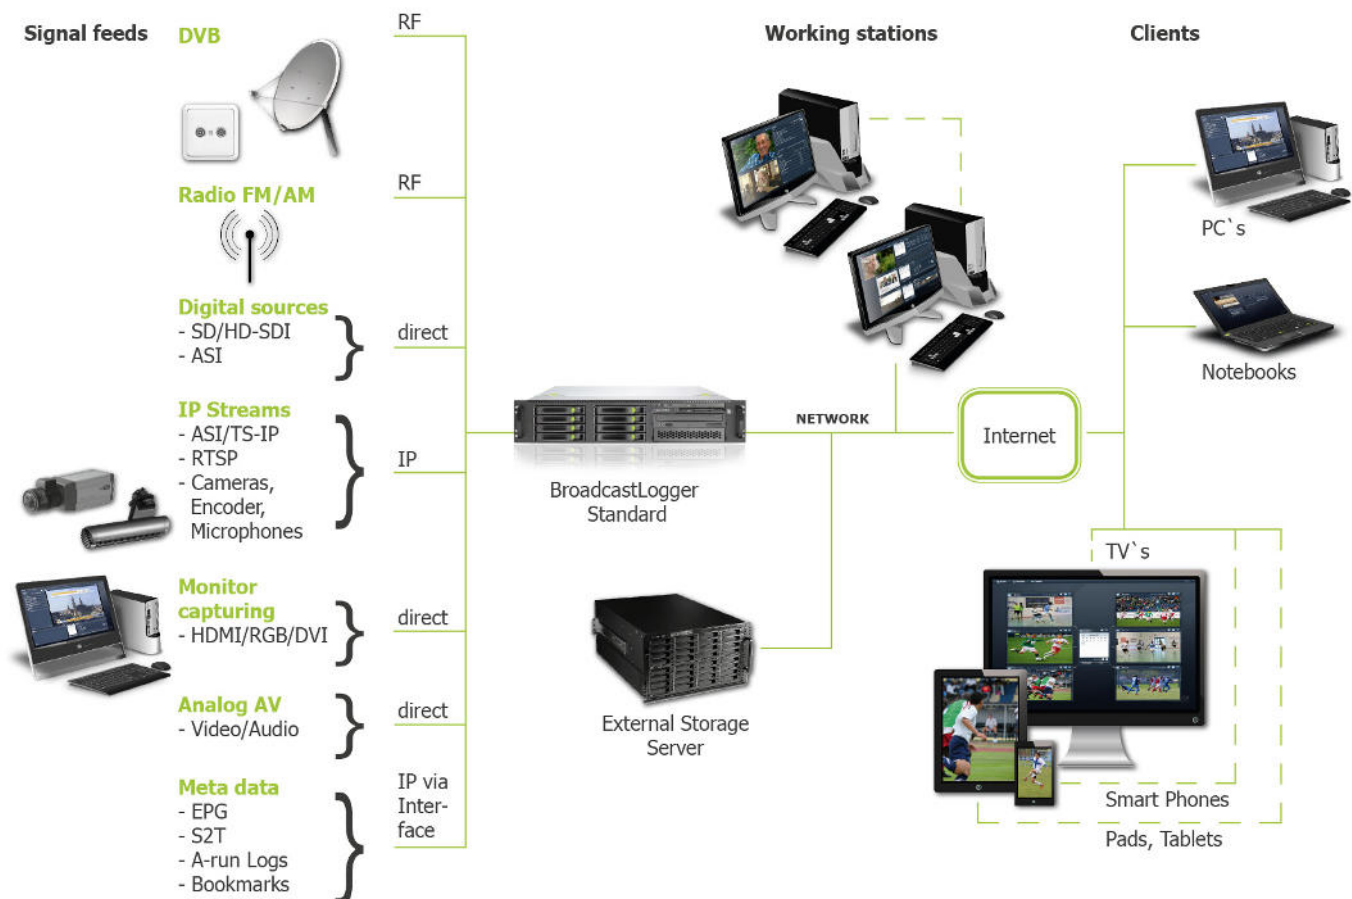 Signal feeds
DVB
RF
Working stations
Clients
Radio FM/AM
RF
PC`s
Digital sources
- SD/HD-SDI
- ASI
direct
Notebooks
IP Streams
- ASI/TS-IP
- RTSP
- Cameras,
Encoder,
Microphones
IP
BroadcastLogger
Standard
NETWORK
Internet
TV`s
Monitor
capturing
- HDMI/RGB/DVI
direct
External Storage
Server
Analog AV
- Video/Audio
direct
Meta data
- EPG
- S2T
- A-run Logs
- Bookmarks
IP via
Inter-
face
Smart Phones
Pads, Tablets